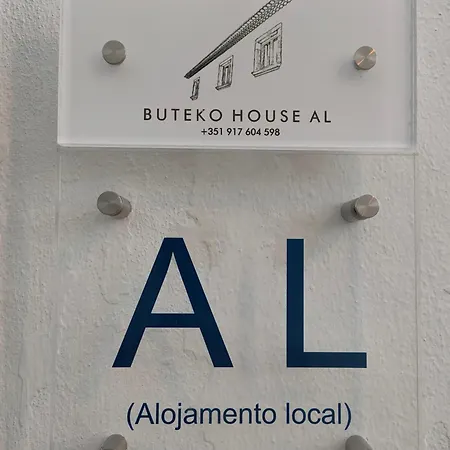 BUTEKO HOUSE AL
+351 917 604 598
AL
(Alojamento local)